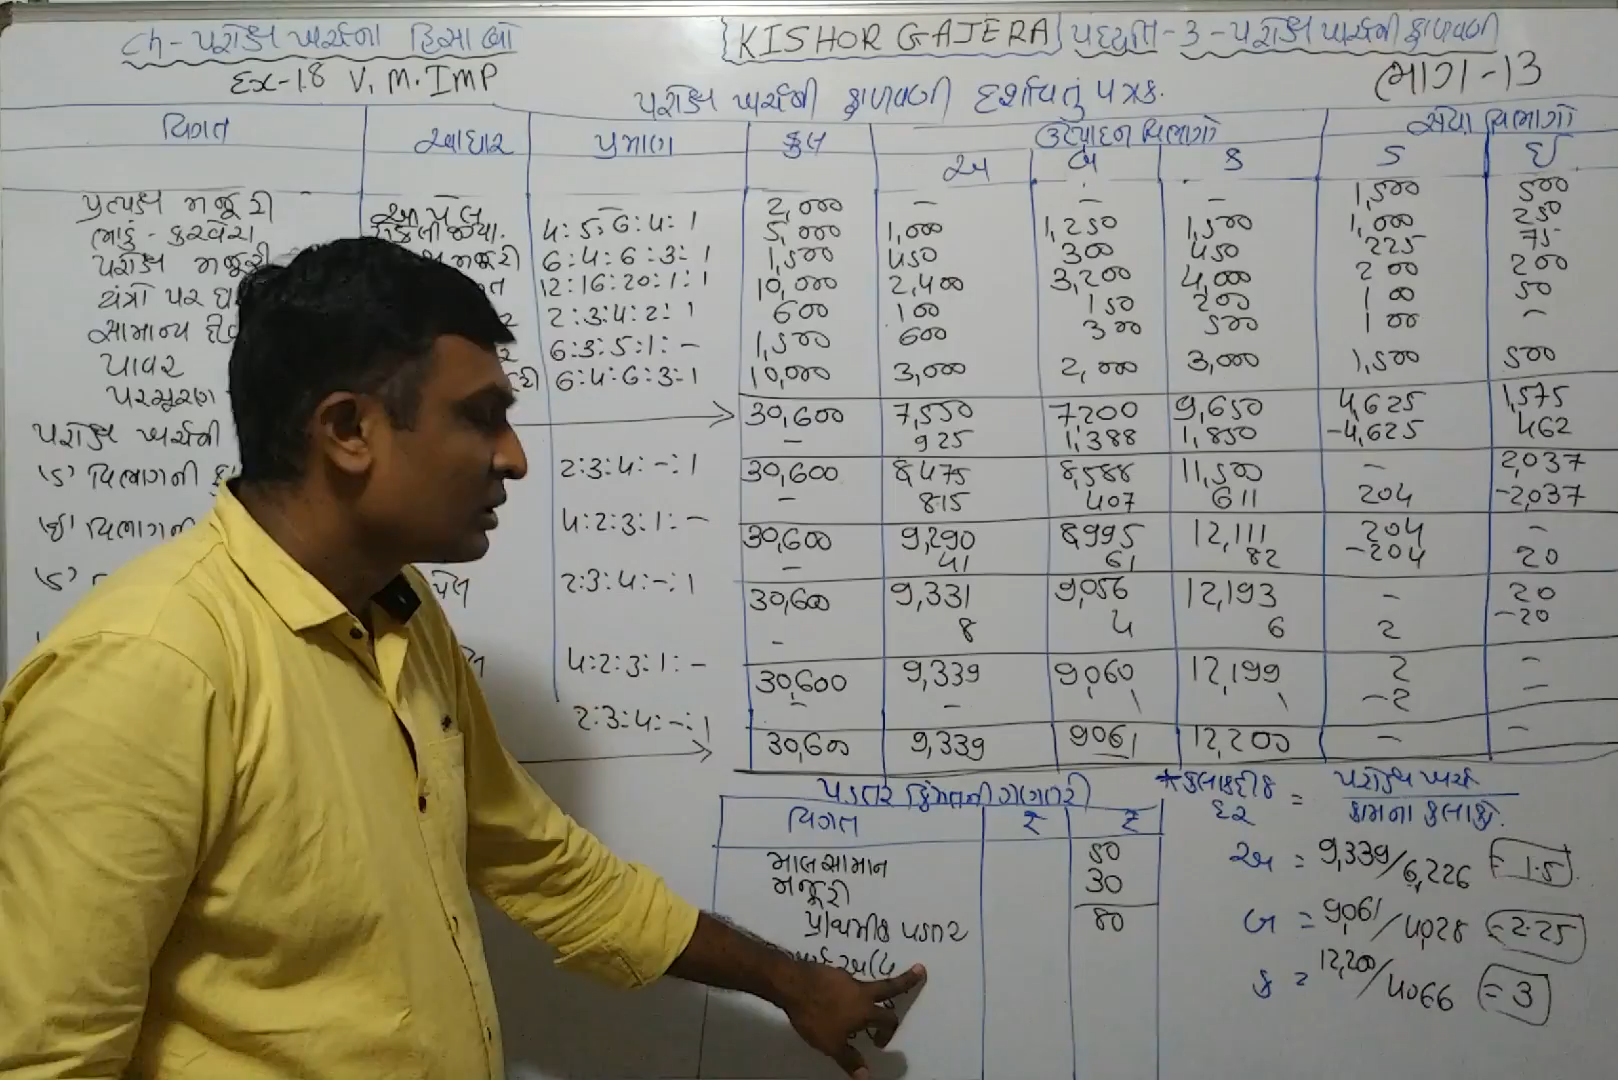 Ch-પરોક્ષ ખર્ચના હિસાબો
KISHOR GAJERA પદ્ધતિ-3-પરોક્ષ ખર્ચની ફાળવણી
Ex-18 V.M.IMP
ભાગ-13
પરોક્ષ ખર્ચની ફાળવણી દર્શાવતું પત્રક.
વિગત આધાર પ્રમાણ કુલ ઉત્પાદન વિભાગો સેવા વિભાગો
અ બ ક ડ ઈ
પ્રત્યક્ષ મજૂરી આપેલ - 2,000 - - - 1,500 500
ભાડું-કરવેરા રોકેલી જગ્યા. 4:5:6:4:1 5,000 1,000 1,250 1,500 1,000 250
પરોક્ષ મજૂરી મજૂરી 6:4:6:3:1 1,500 450 300 450 225 75
યંત્રો પર ઘ ત 12:16:20:1:1 10,000 2,400 3,200 4,000 200 200
સામાન્ય દીવ 2:3:4:2:1 600 100 150 200 100 50
પાવર 6:3:5:1:- 1,500 600 300 500 100 -
પરચૂરણ રી 6:4:6:3:1 10,000 3,000 2,000 3,000 1,500 500
પરોક્ષ ખર્ચની 30,600 7,550 7,200 9,650 4,625 1,575
'ડ' વિભાગની ફા 2:3:4:-:1 - 925 1,388 1,850 -4,625 462
30,600 8,475 8,588 11,500 - 2,037
'ઈ' વિભાગન 4:2:3:1:- - 815 407 611 204 -2,037
30,600 9,290 8,995 12,111 204 -
'ડ' 2:3:4:-:1 - 41 61 82 -204 20
30,600 9,331 9,056 12,193 - 20
4:2:3:1:- - 8 4 6 2 -20
30,600 9,339 9,060 12,199 2 -
2:3:4:-:1 - - 1 1 -2 -
30,600 9,339 9061 12,200 - -
પડતર કિંમતની ગણતરી
વિગત ₹ ₹
માલસામાન 50
મજૂરી 30
પ્રાથમીક પડતર 80
*કલાકદીઠ દર = પરોક્ષ ખર્ચ / કામના કલાકો.
અ = 9,339/6,226 = 1.5
બ = 9061/4,028 = 2.25
ક = 12,200/4066 = 3